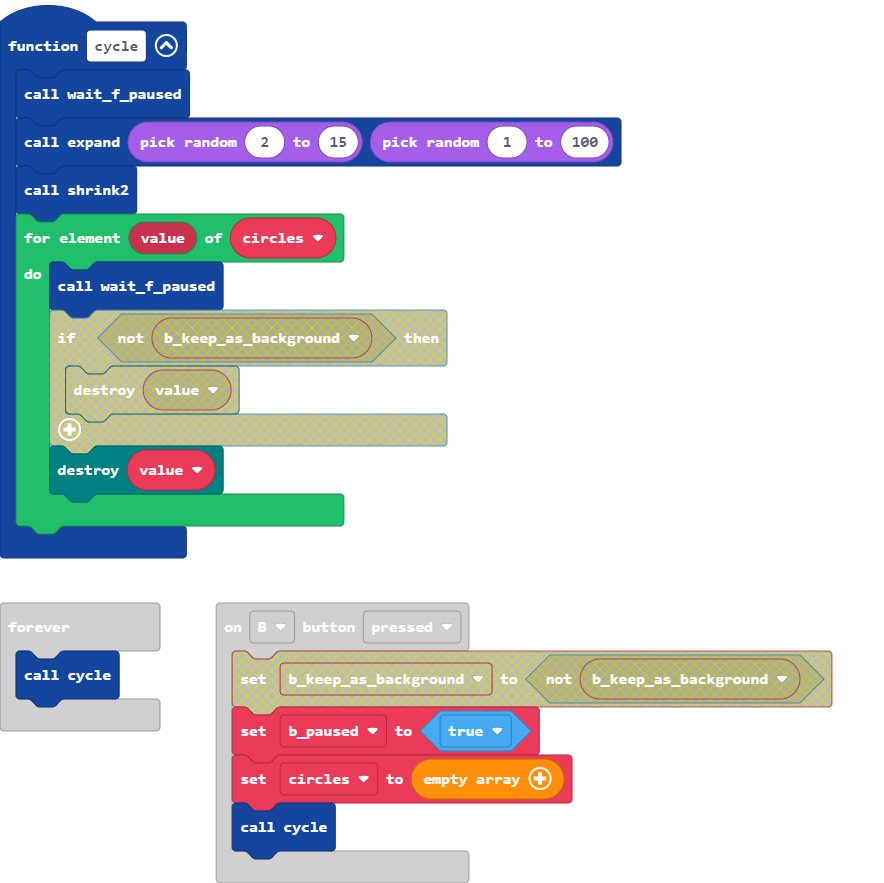 function cycle
call wait_f_paused
call expand pick random 2 to 15 pick random 1 to 100
call shrink2
for element value of circles
do
call wait_f_paused
if not b_keep_as_background then
destroy value
destroy value
forever
call cycle
on B button pressed
set b_keep_as_background to not b_keep_as_background
set b_paused to true
set circles to empty array
call cycle